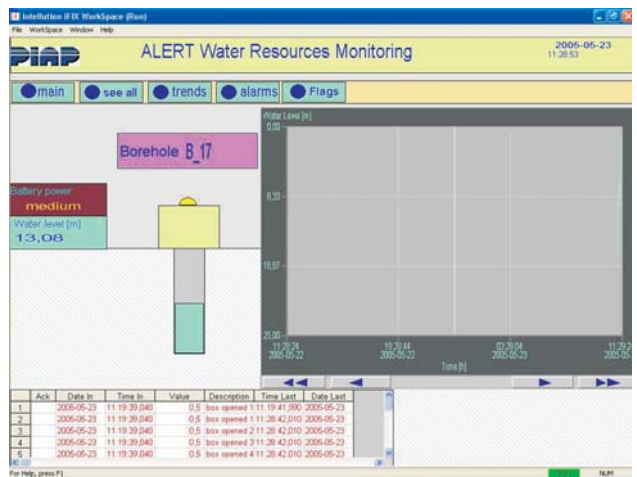 Intellution iFIX WorkSpace (Run)
File WorkSpace Window Help
PIAP
ALERT Water Resources Monitoring
2005-05-23
11:28:53
main see all trends alarms Flags
Water Level [m]
0,00
Borehole B_17
Battery power
medium
8,33
Water level [m]
13,08
16,67
25,00
11:28:24 19:28:44 03:29:04 11:29:24
2005-05-22 2005-05-22 2005-05-23
Time [h]
Ack Date In Time In Value Description Time Last Date Last
1 2005-05-23 11:19:39,040 0,5 box opened 1 11:19:41,990 2005-05-23
2 2005-05-23 11:19:39,040 0,5 box opened 1 11:28:42,010 2005-05-23
3 2005-05-23 11:19:39,040 0,5 box opened 2 11:28:42,010 2005-05-23
4 2005-05-23 11:19:39,040 0,5 box opened 3 11:28:42,010 2005-05-23
5 2005-05-23 11:19:39,040 0,5 box opened 4 11:28:42,010 2005-05-23
For Help, press F1
NUM